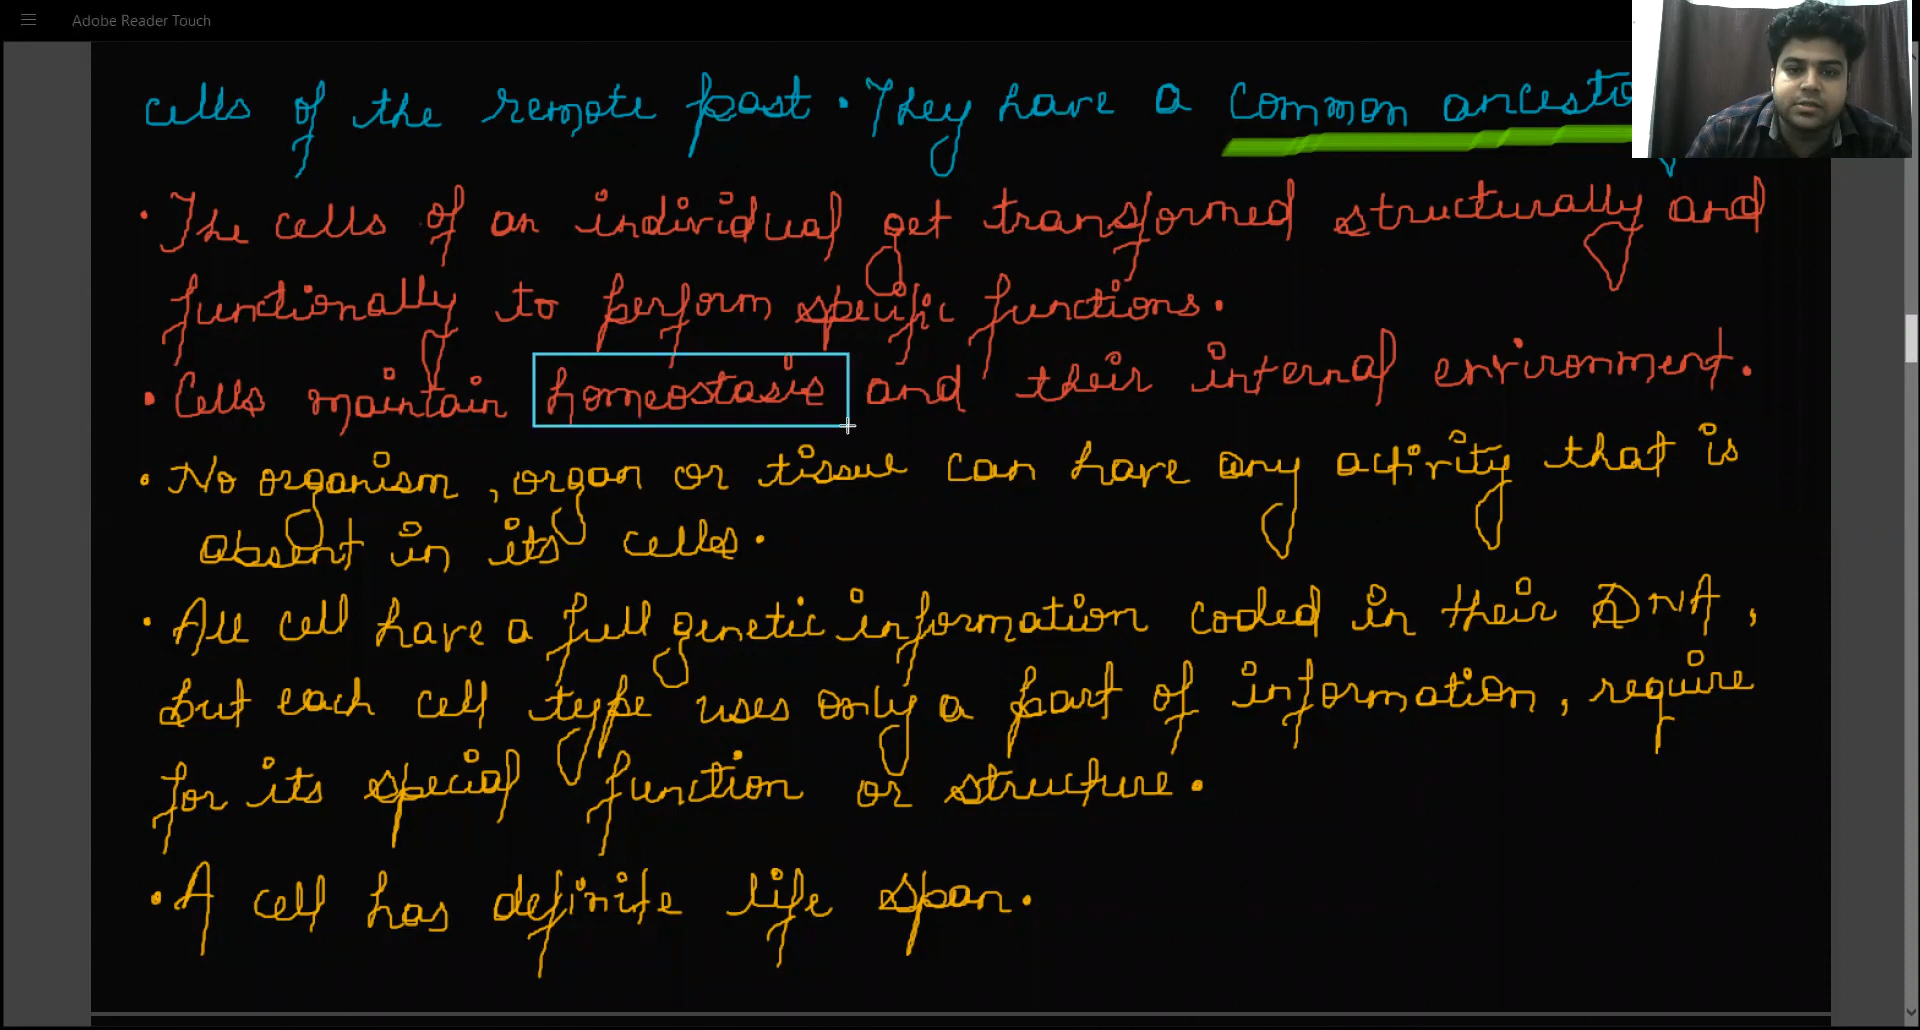 Adobe Reader Touch
cells of the remote past. They have a common
• The cells of an individual get transformed structurally and
functionally to perform specific functions.
• Cells maintain homeostasis and their internal environment.
• No organism, organ or tissue can have any activity that is
absent in its cells.
• All cell have a full genetic information coded in their DNA,
but each cell type uses only a part of information, require
for its special function or structure.
• A cell has definite life span.